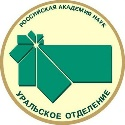 РОССИЙСКАЯ АКАДЕМИЯ НАУК
УРАЛЬСКОЕ ОТДЕЛЕНИЕ